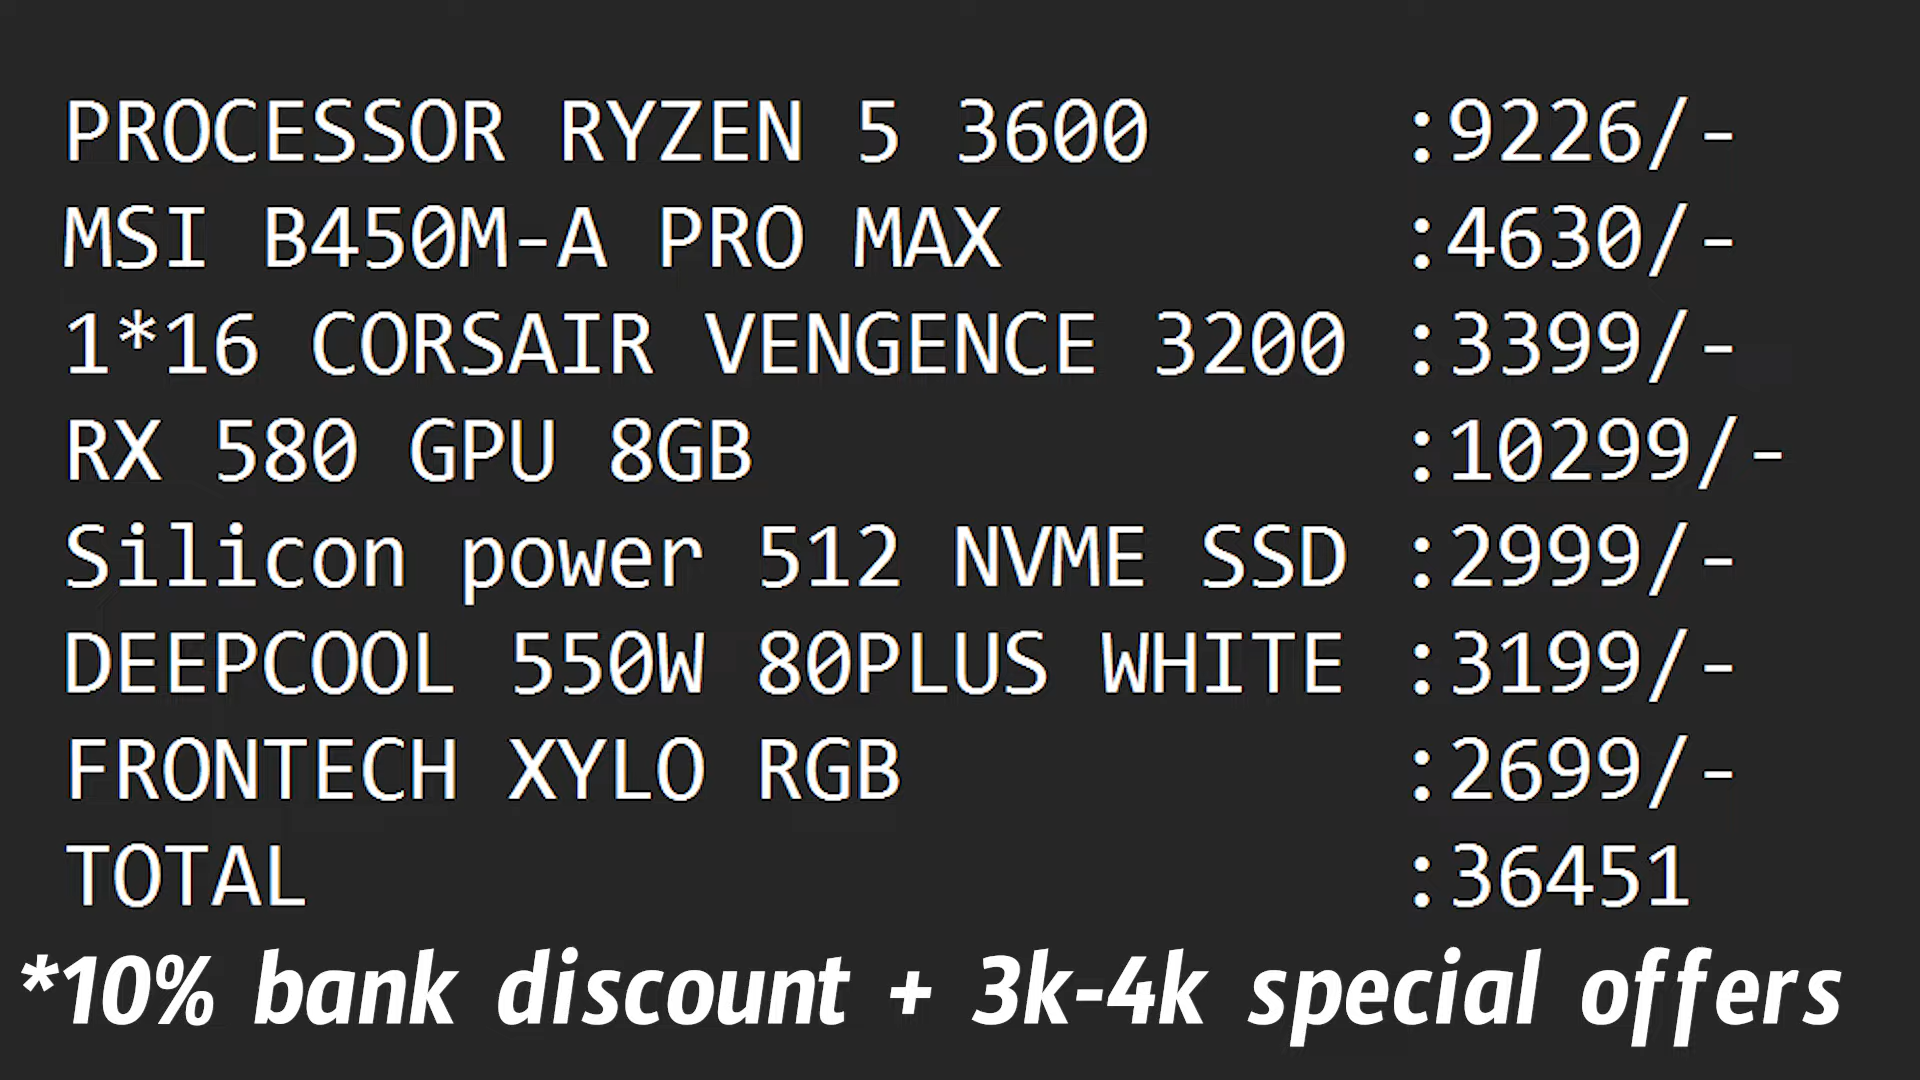 PROCESSOR RYZEN 5 3600 :9226/-
MSI B450M-A PRO MAX :4630/-
1*16 CORSAIR VENGENCE 3200 :3399/-
RX 580 GPU 8GB :10299/-
Silicon power 512 NVME SSD :2999/-
DEEPCOOL 550W 80PLUS WHITE :3199/-
FRONTECH XYLO RGB :2699/-
TOTAL :36451
*10% bank discount + 3k-4k special offers